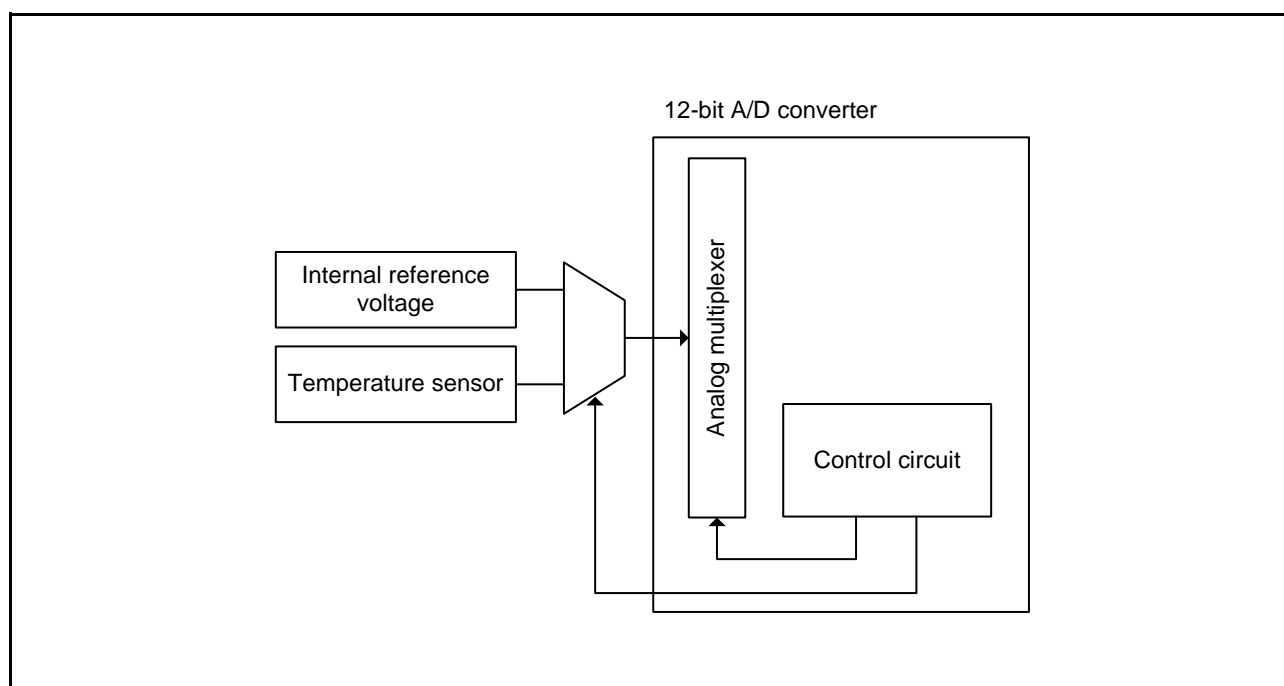 12-bit A/D converter
Internal reference
voltage
Temperature sensor
Analog multiplexer
Control circuit